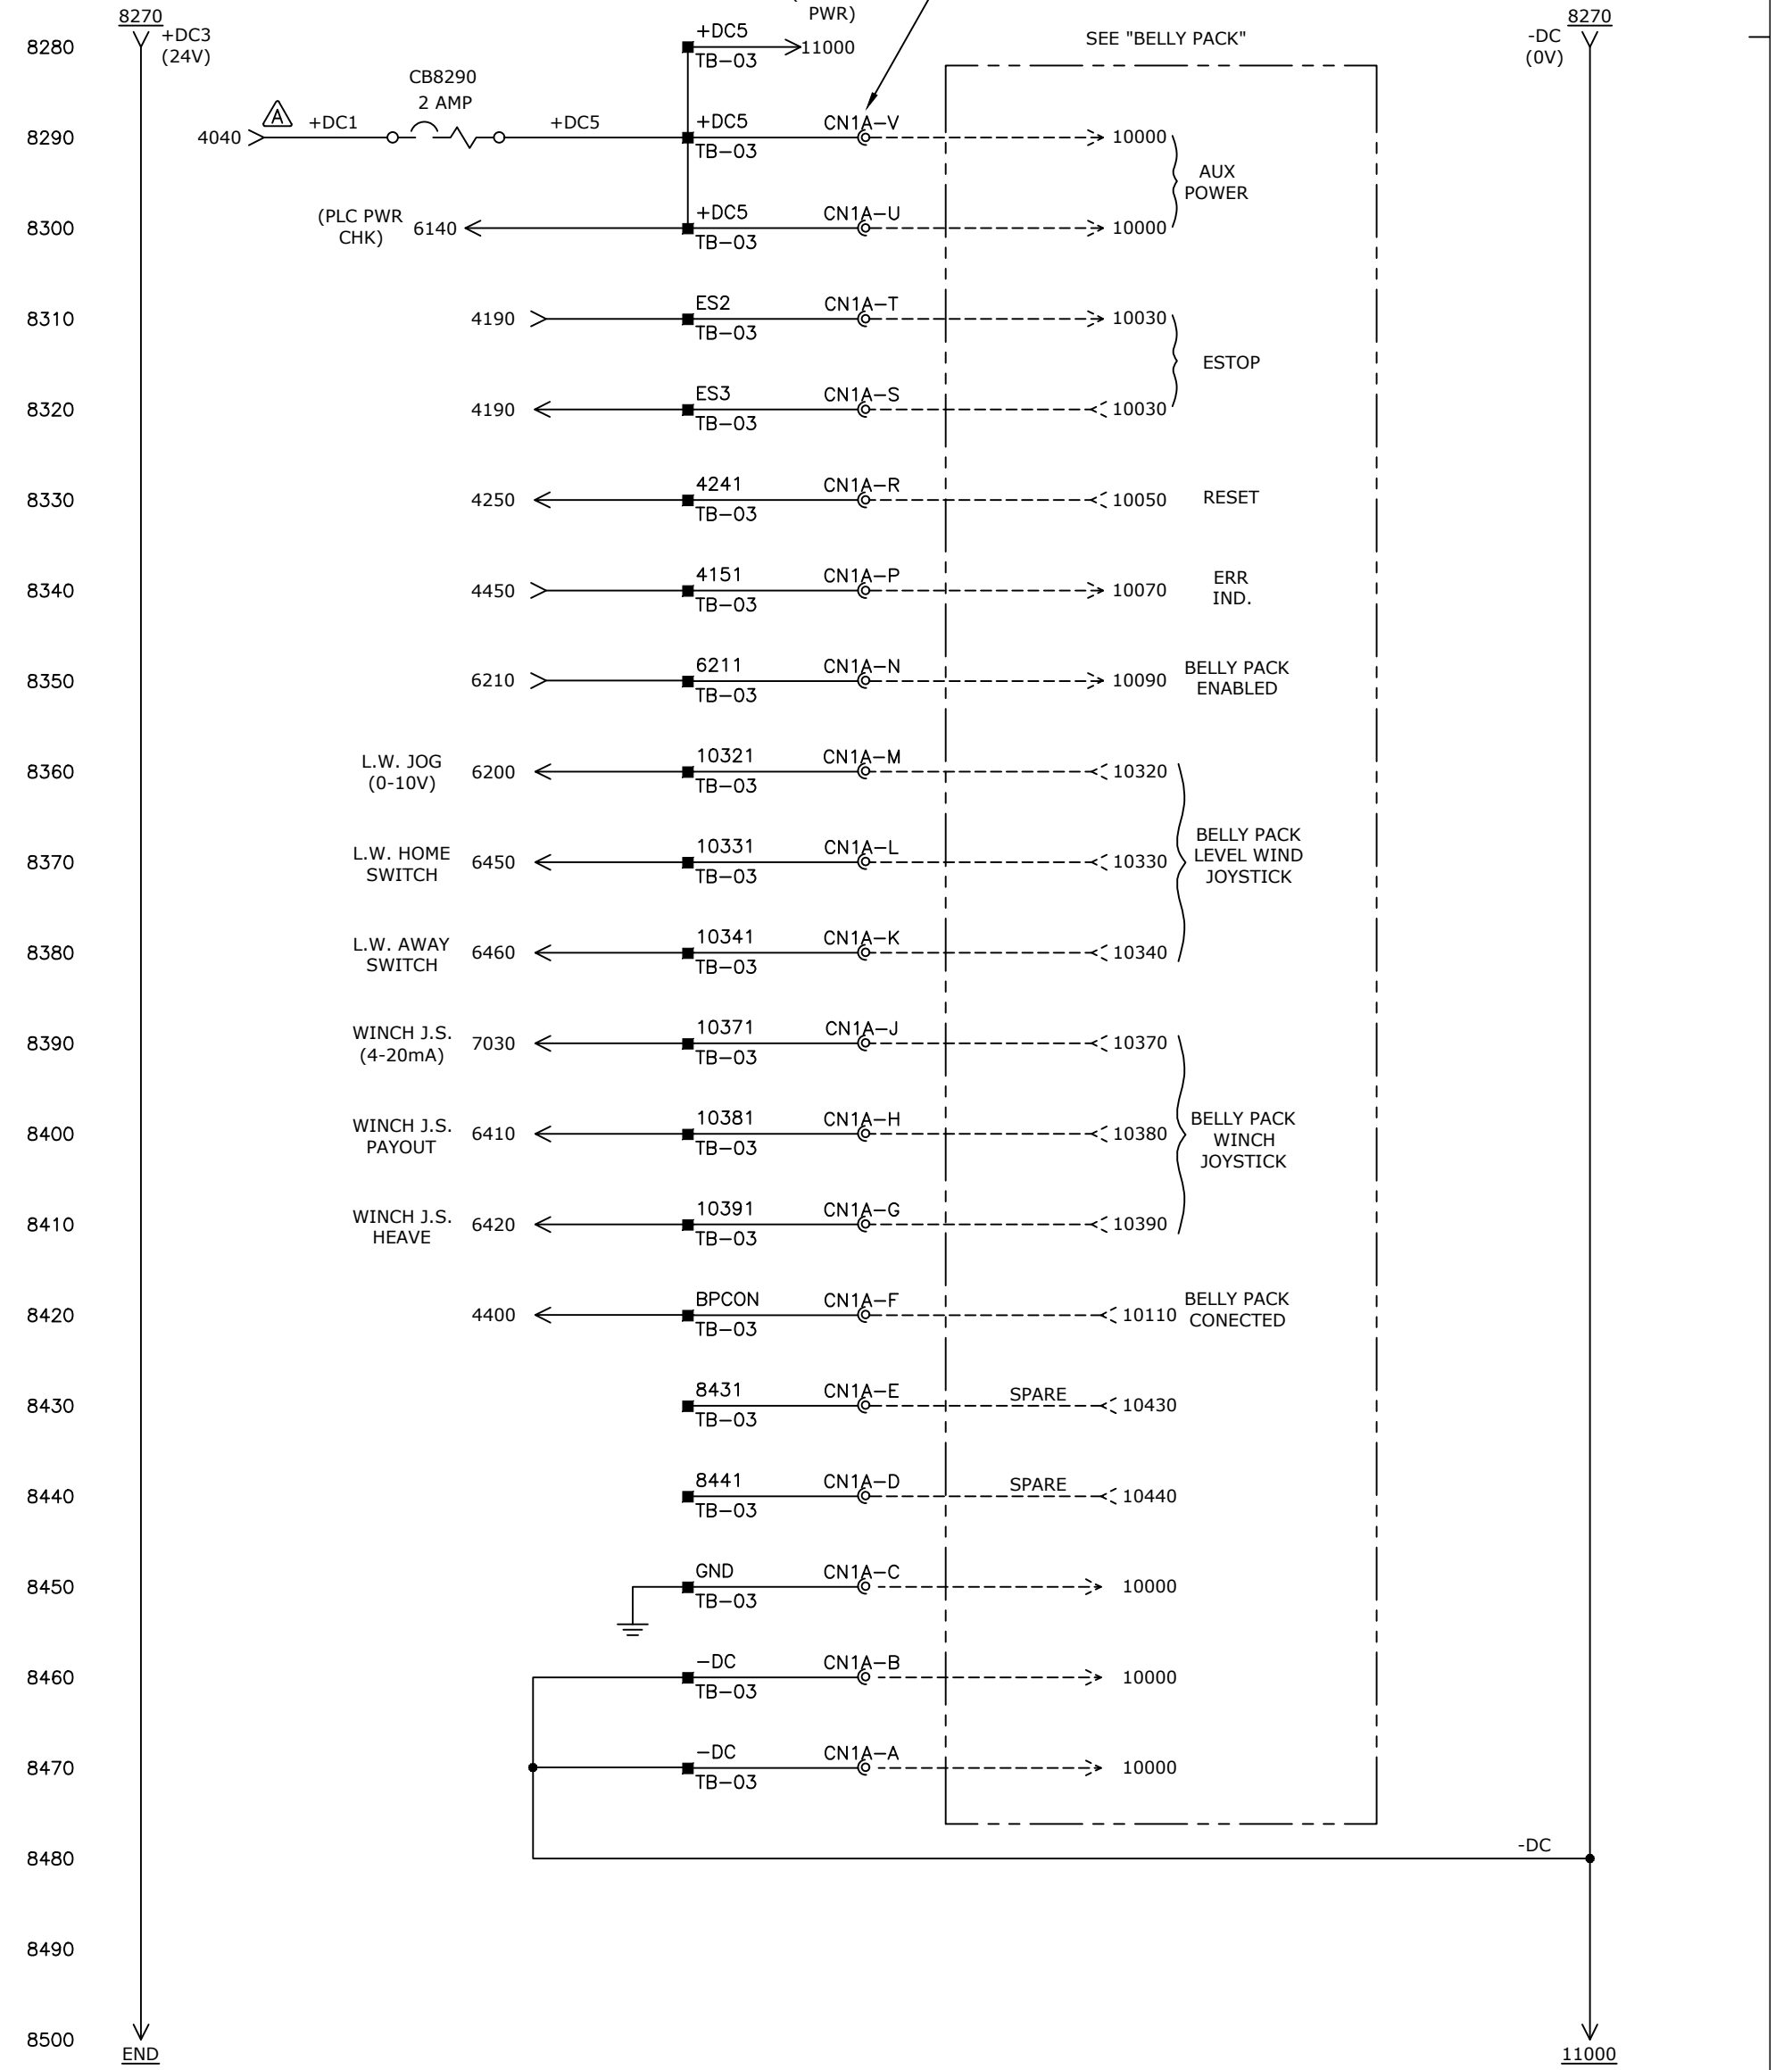 PWR)
8270
+DC3
(24V)
8270
-DC
(0V)
SEE "BELLY PACK"
8280
+DC5
TB-03
11000
CB8290
2 AMP
8290
4040
A
+DC1
+DC5
+DC5
TB-03
CN1A-V
10000
AUX
POWER
8300
(PLC PWR
CHK)
6140
+DC5
TB-03
CN1A-U
10000
8310
4190
ES2
TB-03
CN1A-T
10030
ESTOP
8320
4190
ES3
TB-03
CN1A-S
10030
8330
4250
4241
TB-03
CN1A-R
10050
RESET
8340
4450
4151
TB-03
CN1A-P
10070
ERR
IND.
8350
6210
6211
TB-03
CN1A-N
10090
BELLY PACK
ENABLED
8360
L.W. JOG
(0-10V)
6200
10321
TB-03
CN1A-M
10320
8370
L.W. HOME
SWITCH
6450
10331
TB-03
CN1A-L
10330
BELLY PACK
LEVEL WIND
JOYSTICK
8380
L.W. AWAY
SWITCH
6460
10341
TB-03
CN1A-K
10340
8390
WINCH J.S.
(4-20mA)
7030
10371
TB-03
CN1A-J
10370
8400
WINCH J.S.
PAYOUT
6410
10381
TB-03
CN1A-H
10380
BELLY PACK
WINCH
JOYSTICK
8410
WINCH J.S.
HEAVE
6420
10391
TB-03
CN1A-G
10390
8420
4400
BPCON
TB-03
CN1A-F
10110
BELLY PACK
CONECTED
8430
8431
TB-03
CN1A-E
SPARE
10430
8440
8441
TB-03
CN1A-D
SPARE
10440
8450
GND
TB-03
CN1A-C
10000
8460
-DC
TB-03
CN1A-B
10000
8470
-DC
TB-03
CN1A-A
10000
8480
-DC
8490
8500
END
11000